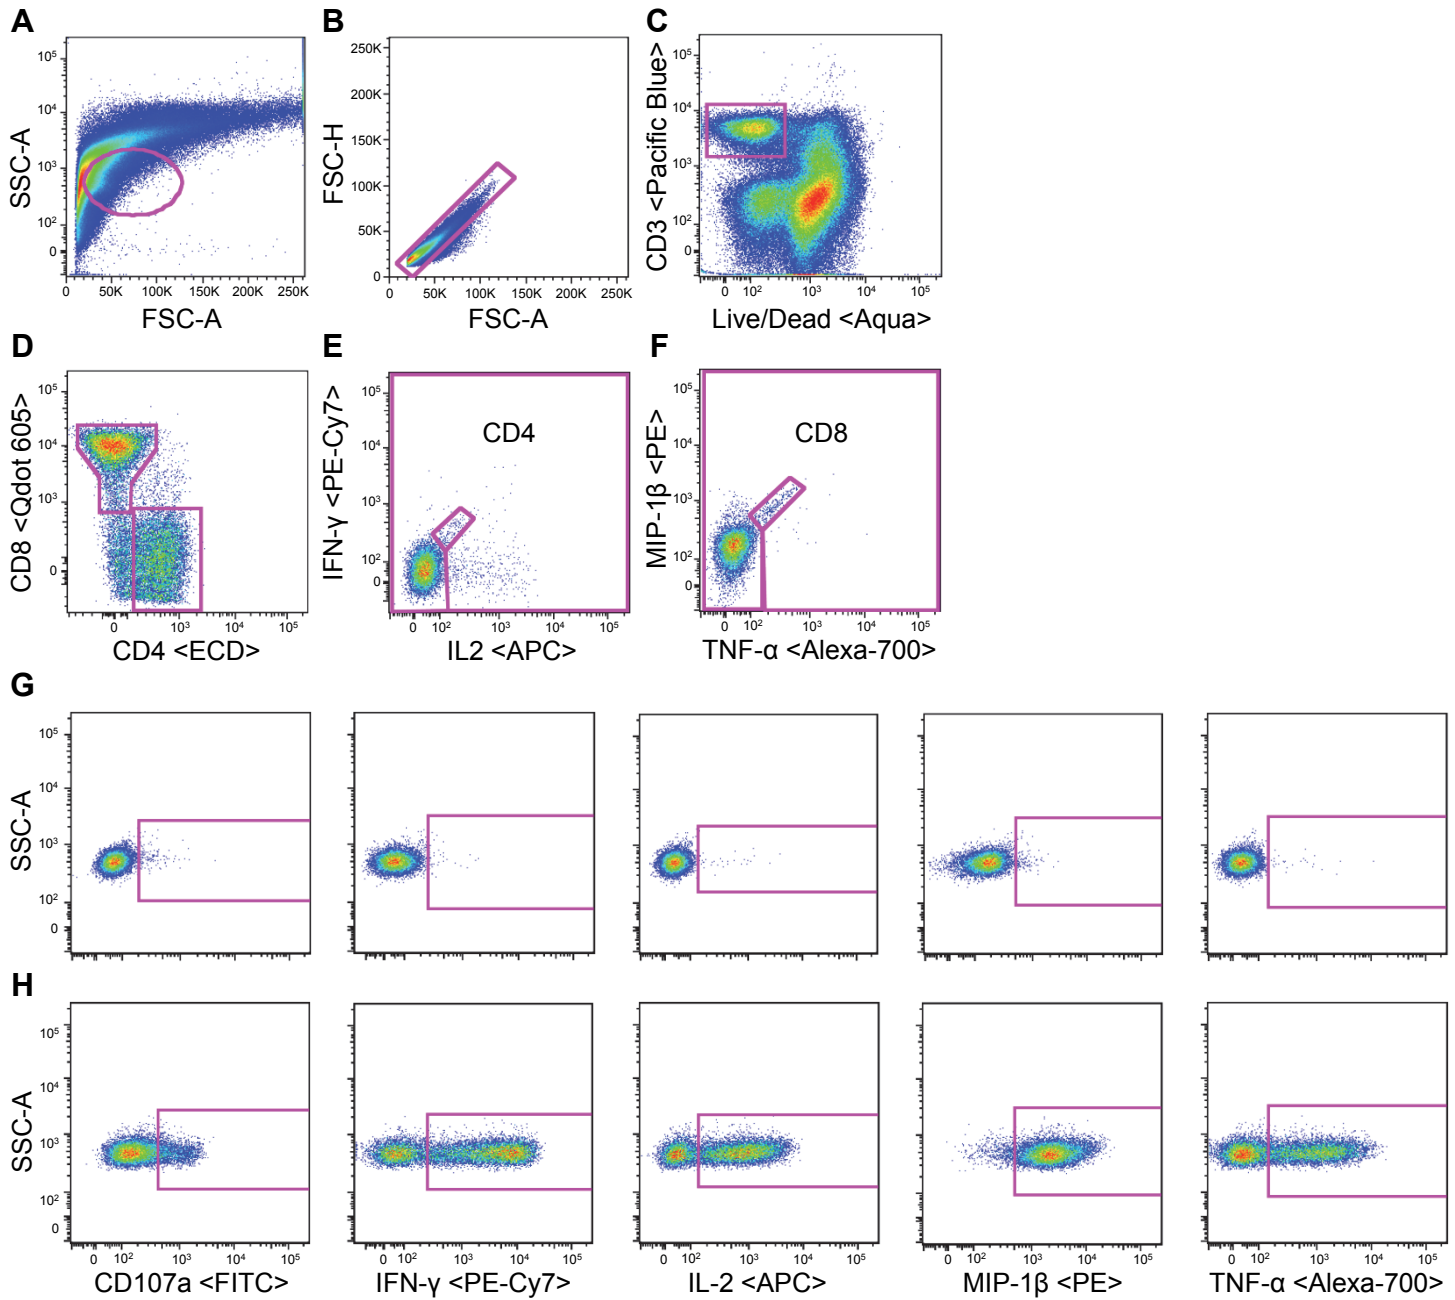 A
B
C
SSC-A
10⁵
10⁴
10³
10²
0
0 50K 100K 150K 200K 250K
FSC-A
FSC-H
250K
200K
150K
100K
50K
0
0 50K 100K 150K 200K 250K
FSC-A
CD3 <Pacific Blue>
10⁵
10⁴
10³
10²
0
0 10² 10³ 10⁴ 10⁵
Live/Dead <Aqua>
D
E
F
CD8 <Qdot 605>
10⁵
10⁴
10³
0
0 10³ 10⁴ 10⁵
CD4 <ECD>
IFN-γ <PE-Cy7>
10⁵
10⁴
10³
10²
0
CD4
0 10² 10³ 10⁴ 10⁵
IL2 <APC>
MIP-1β <PE>
10⁵
10⁴
10³
10²
0
CD8
0 10² 10³ 10⁴ 10⁵
TNF-α <Alexa-700>
G
SSC-A
10⁵
10⁴
10³
10²
0
H
SSC-A
10⁵
10⁴
10³
10²
0
0 10² 10³ 10⁴ 10⁵
CD107a <FITC>
0 10² 10³ 10⁴ 10⁵
IFN-γ <PE-Cy7>
0 10² 10³ 10⁴ 10⁵
IL-2 <APC>
0 10² 10³ 10⁴ 10⁵
MIP-1β <PE>
0 10² 10³ 10⁴ 10⁵
TNF-α <Alexa-700>